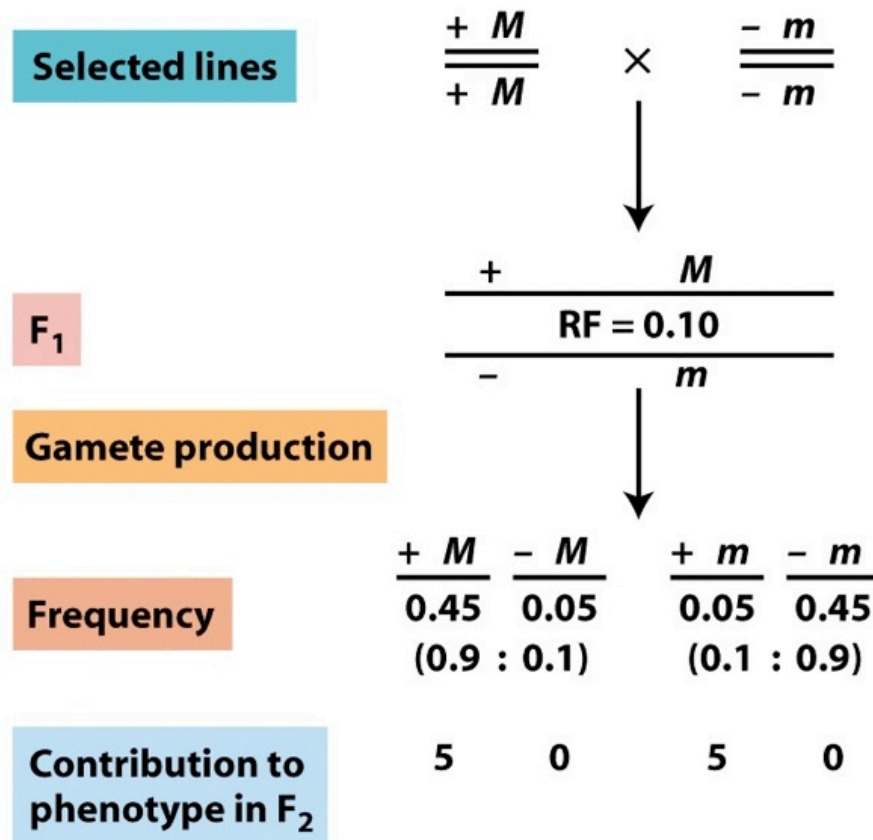 + M
+ M
Selected lines
×
– m
– m
+ M
F₁
RF = 0.10
– m
Gamete production
+ M – M + m – m
Frequency
0.45 0.05 0.05 0.45
(0.9 : 0.1) (0.1 : 0.9)
Contribution to
phenotype in F₂
5 0 5 0